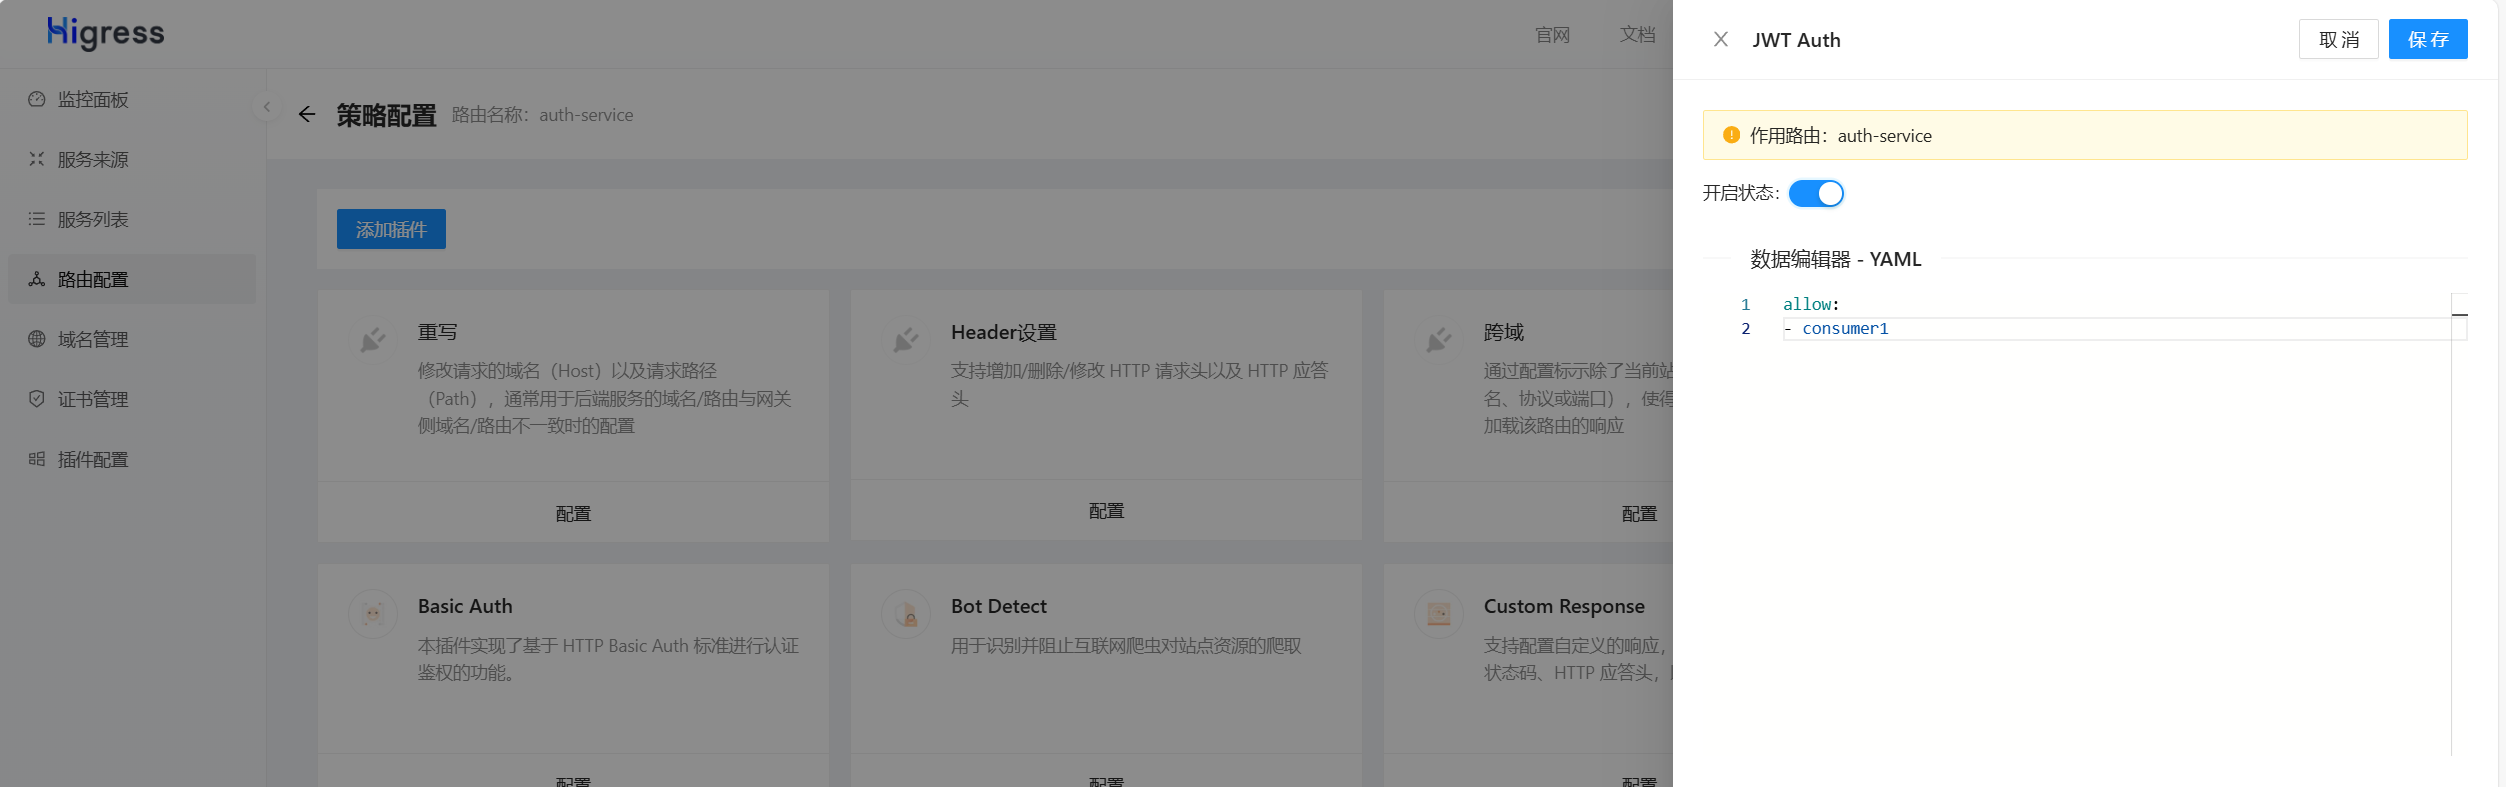 Higress
官网
文档
监控面板
服务来源
服务列表
路由配置
域名管理
证书管理
插件配置
策略配置
路由名称：auth-service
添加插件
重写
修改请求的域名（Host）以及请求路径
（Path），通常用于后端服务的域名/路由与网关
侧域名/路由不一致时的配置
配置
Header设置
支持增加/删除/修改 HTTP 请求头以及 HTTP 应答
头
配置
跨域
通过配置标示除了当前站
名、协议或端口），使得
加载该路由的响应
配置
Basic Auth
本插件实现了基于 HTTP Basic Auth 标准进行认证
鉴权的功能。
配置
Bot Detect
用于识别并阻止互联网爬虫对站点资源的爬取
配置
Custom Response
支持配置自定义的响应，
状态码、HTTP 应答头，
配置
JWT Auth
取 消
保 存
作用路由：auth-service
开启状态：
数据编辑器 - YAML
1 allow:
2 - consumer1